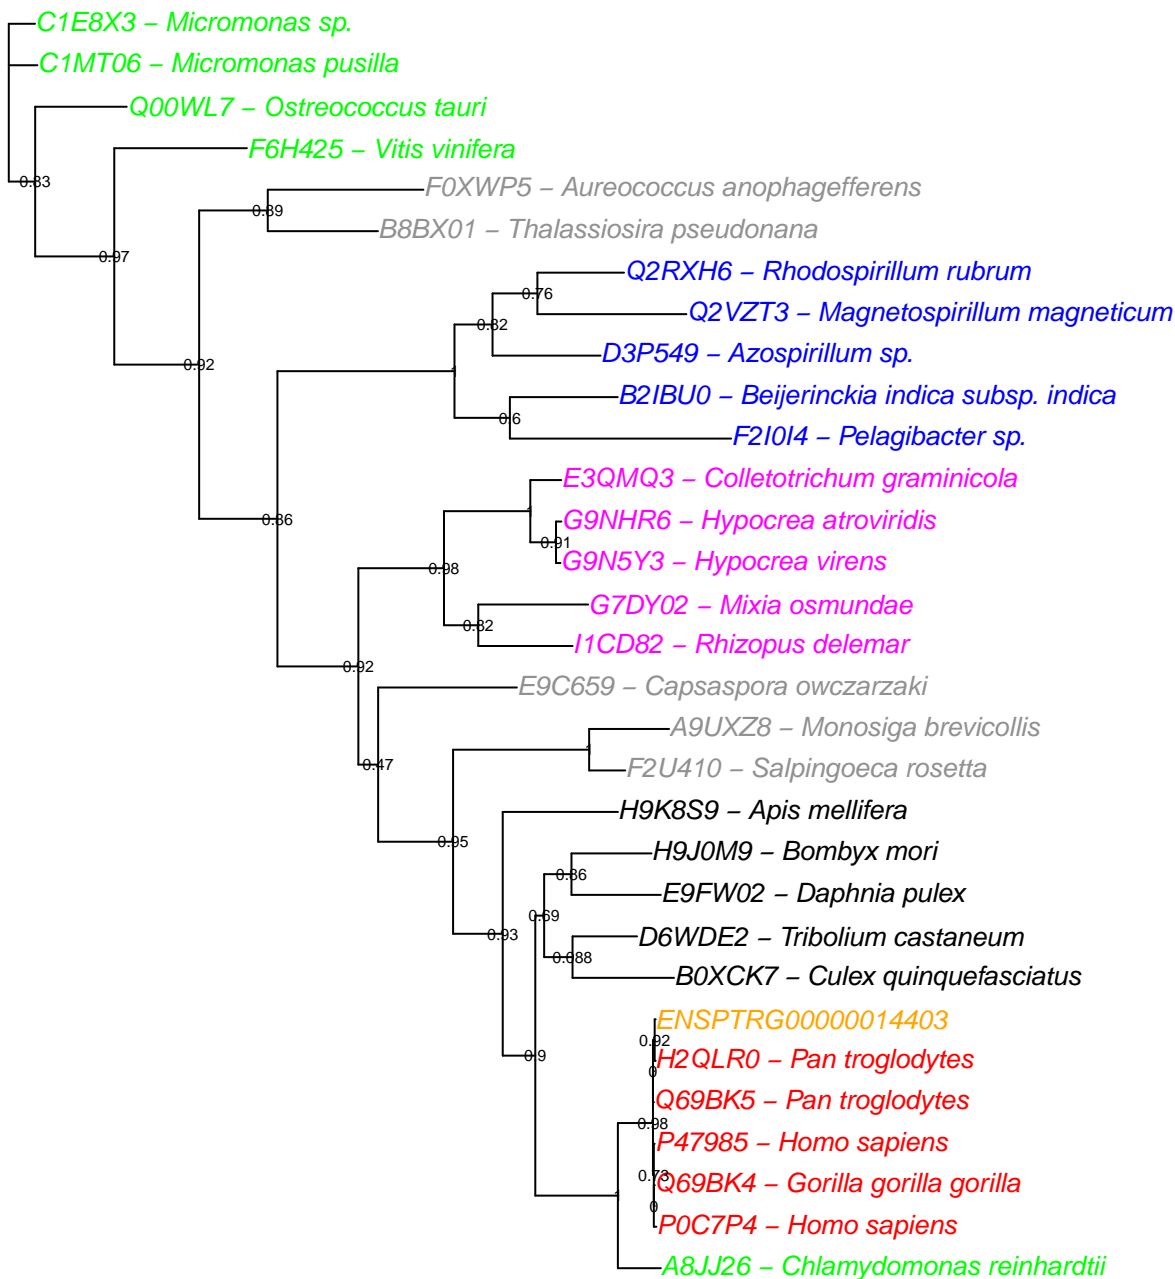 C1E8X3 – Micromonas sp.
C1MT06 – Micromonas pusilla
Q00WL7 – Ostreococcus tauri
F6H425 – Vitis vinifera
0.83
F0XWP5 – Aureococcus anophagefferens
0.89
B8BX01 – Thalassiosira pseudonana
0.97
Q2RXH6 – Rhodospirillum rubrum
0.76
Q2VZT3 – Magnetospirillum magneticum
0.82
D3P549 – Azospirillum sp.
0.92
1
B2IBU0 – Beijerinckia indica subsp. indica
0.6
F2I0I4 – Pelagibacter sp.
E3QMQ3 – Colletotrichum graminicola
0.86
G9NHR6 – Hypocrea atroviridis
0.91
G9N5Y3 – Hypocrea virens
0.98
G7DY02 – Mixia osmundae
0.82
I1CD82 – Rhizopus delemar
0.92
E9C659 – Capsaspora owczarzaki
A9UXZ8 – Monosiga brevicollis
1
0.47
F2U410 – Salpingoeca rosetta
H9K8S9 – Apis mellifera
0.95
H9J0M9 – Bombyx mori
0.86
E9FW02 – Daphnia pulex
0.69
0.93
D6WDE2 – Tribolium castaneum
0.088
B0XCK7 – Culex quinquefasciatus
ENSPTRG00000014403
0.92
0.9
H2QLR0 – Pan troglodytes
0
Q69BK5 – Pan troglodytes
0.98
P47985 – Homo sapiens
0.73
Q69BK4 – Gorilla gorilla gorilla
1
0
P0C7P4 – Homo sapiens
A8JJ26 – Chlamydomonas reinhardtii